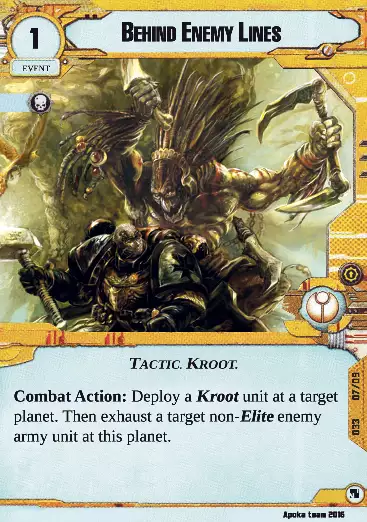 1
BEHIND ENEMY LINES
EVENT
TACTIC. KROOT.
Combat Action: Deploy a Kroot unit at a target
planet. Then exhaust a target non-Elite enemy
army unit at this planet.
033 07/09
Apoka team 2016